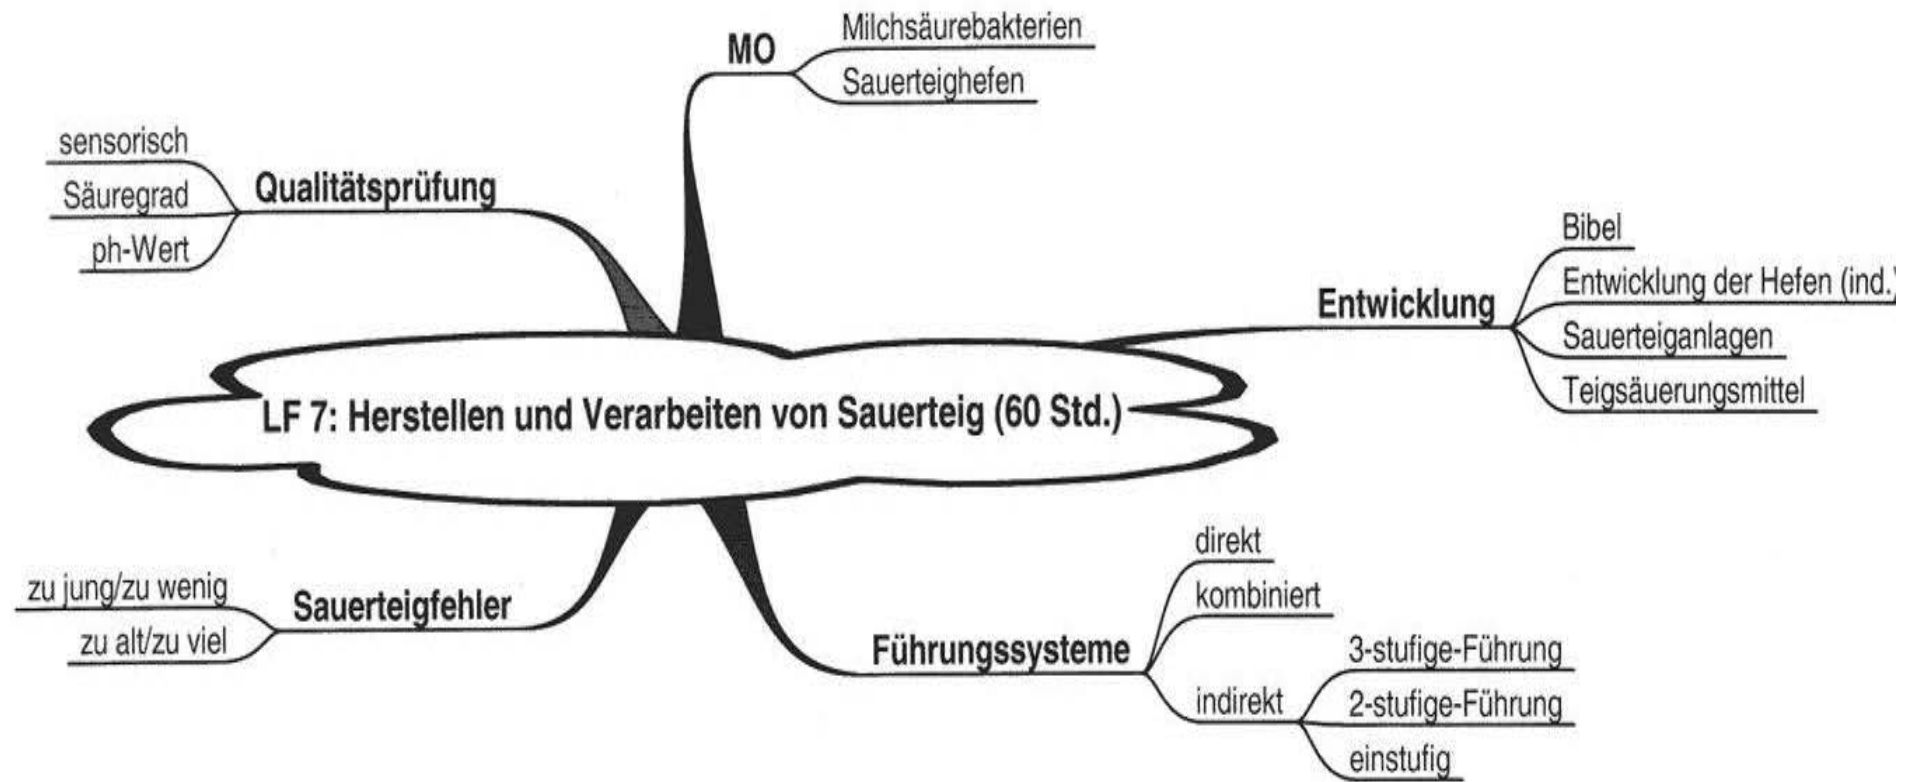 MO
Milchsäurebakterien
Sauerteighefen
Qualitätsprüfung
sensorisch
Säuregrad
ph-Wert
Entwicklung
Bibel
Entwicklung der Hefen (ind.)
Sauerteiganlagen
Teigsäuerungsmittel
LF 7: Herstellen und Verarbeiten von Sauerteig (60 Std.)
Sauerteigfehler
zu jung/zu wenig
zu alt/zu viel
Führungssysteme
direkt
kombiniert
indirekt
3-stufige-Führung
2-stufige-Führung
einstufig